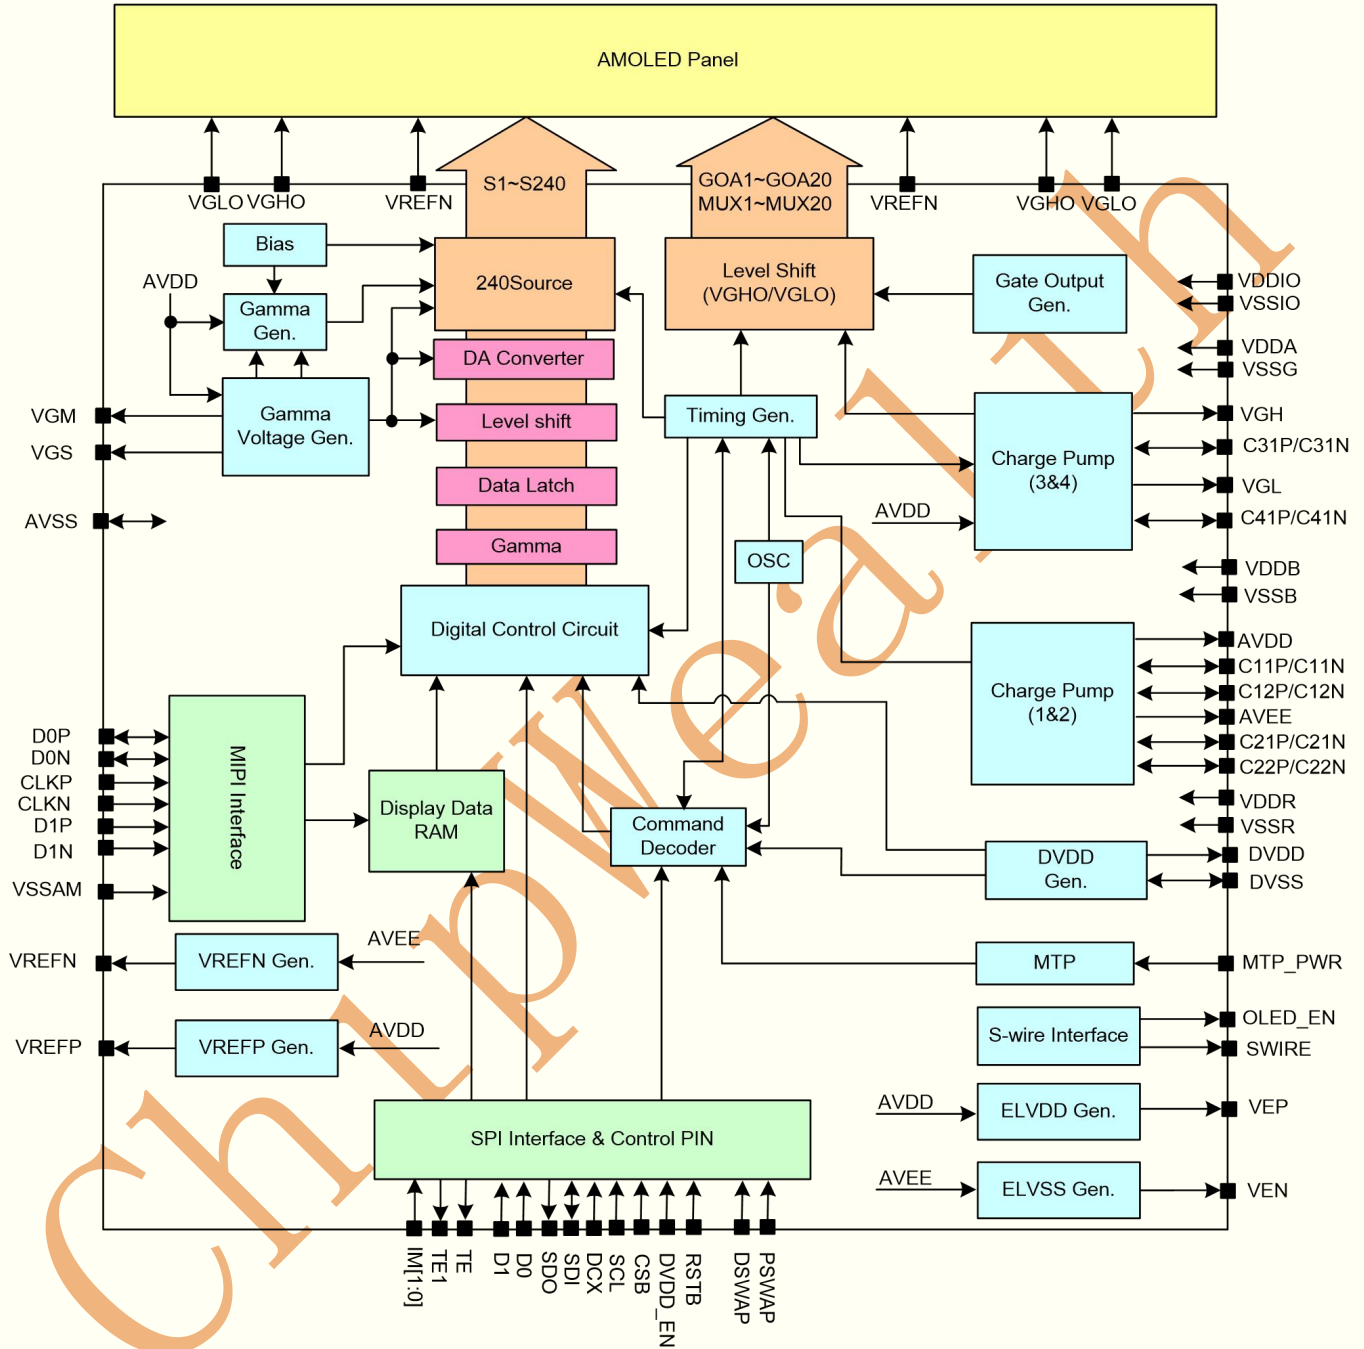 AMOLED Panel
S1~S240
GOA1~GOA20
MUX1~MUX20
VGLO
VGHO
VREFN
VREFN
VGHO
VGLO
Bias
AVDD
Gamma
Gen.
240Source
Level Shift
(VGHO/VGLO)
Gate Output
Gen.
VDDIO
VSSIO
VDDA
VSSG
DA Converter
Gamma
Voltage Gen.
Level shift
Timing Gen.
VGM
VGS
Charge Pump
(3&4)
AVDD
VGH
C31P/C31N
VGL
C41P/C41N
Data Latch
AVSS
Gamma
OSC
VDDB
VSSB
Digital Control Circuit
Charge Pump
(1&2)
AVDD
C11P/C11N
C12P/C12N
AVEE
C21P/C21N
C22P/C22N
VDDR
VSSR
D0P
D0N
CLKP
CLKN
D1P
D1N
VSSAM
MIPI Interface
Display Data
RAM
Command
Decoder
DVDD
Gen.
DVDD
DVSS
VREFN
VREFN Gen.
AVEE
MTP
MTP_PWR
VREFP
VREFP Gen.
AVDD
S-wire Interface
OLED_EN
SWIRE
SPI Interface & Control PIN
AVDD
ELVDD Gen.
VEP
AVEE
ELVSS Gen.
VEN
IM[1:0]
TE1
TE
D1
D0
SDO
SDI
DCX
SCL
CSB
DVDD_EN
RSTB
DSWAP
PSWAP
Chipwealth